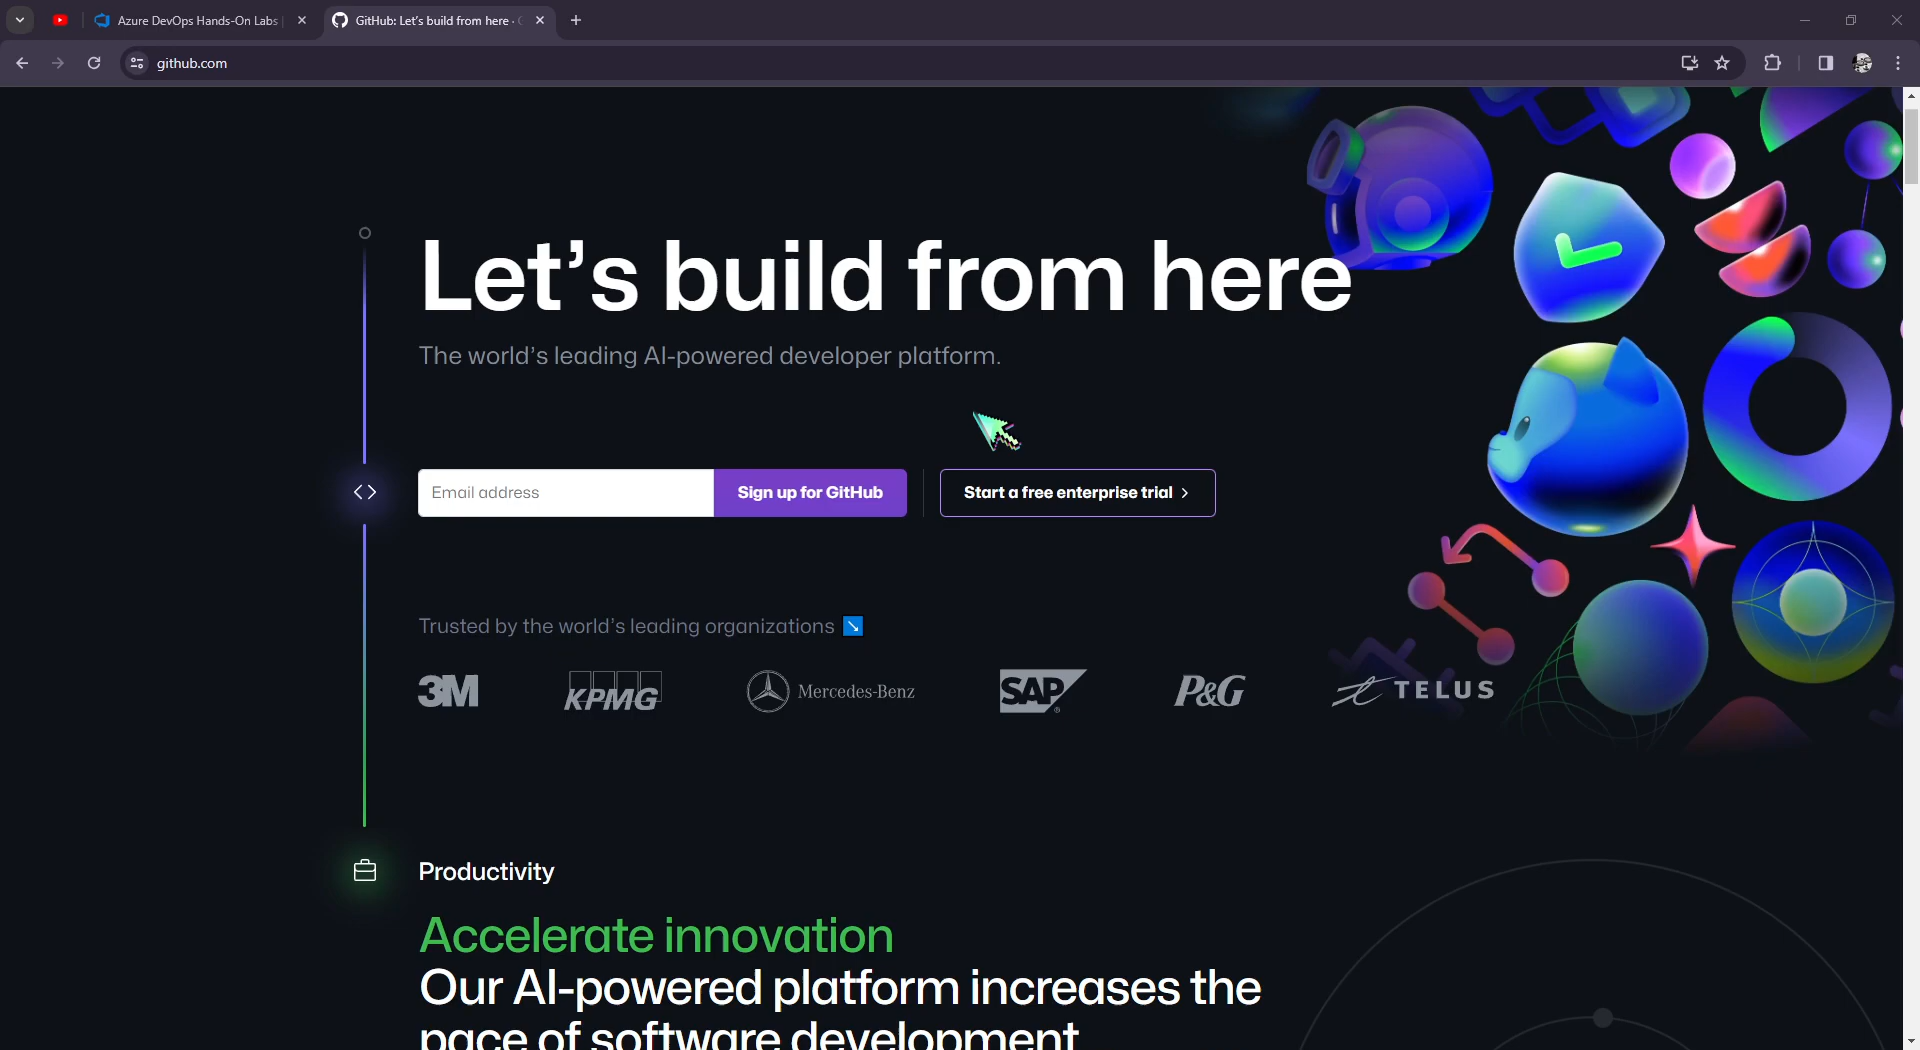 Azure DevOps Hands-On Labs |
GitHub: Let's build from here ·
github.com
Let's build from here
The world's leading AI-powered developer platform.
Email address
Sign up for GitHub
Start a free enterprise trial
Trusted by the world's leading organizations ↘
3M
KPMG
Mercedes-Benz
SAP®
P&G
TELUS
Productivity
Accelerate innovation
Our AI-powered platform increases the
pace of software development